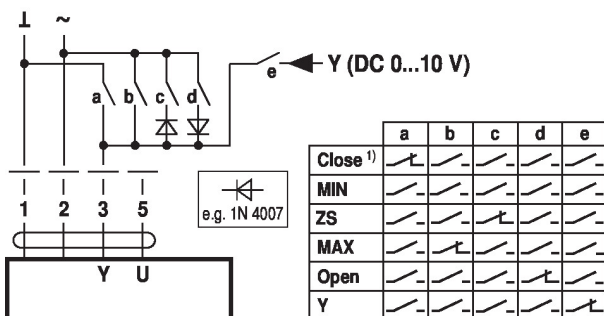 ⊥ ~
e Y (DC 0...10 V)
a b c d
e.g. 1N 4007
1 2 3 5
Y U
a b c d e
Close 1)
MIN
ZS
MAX
Open
Y